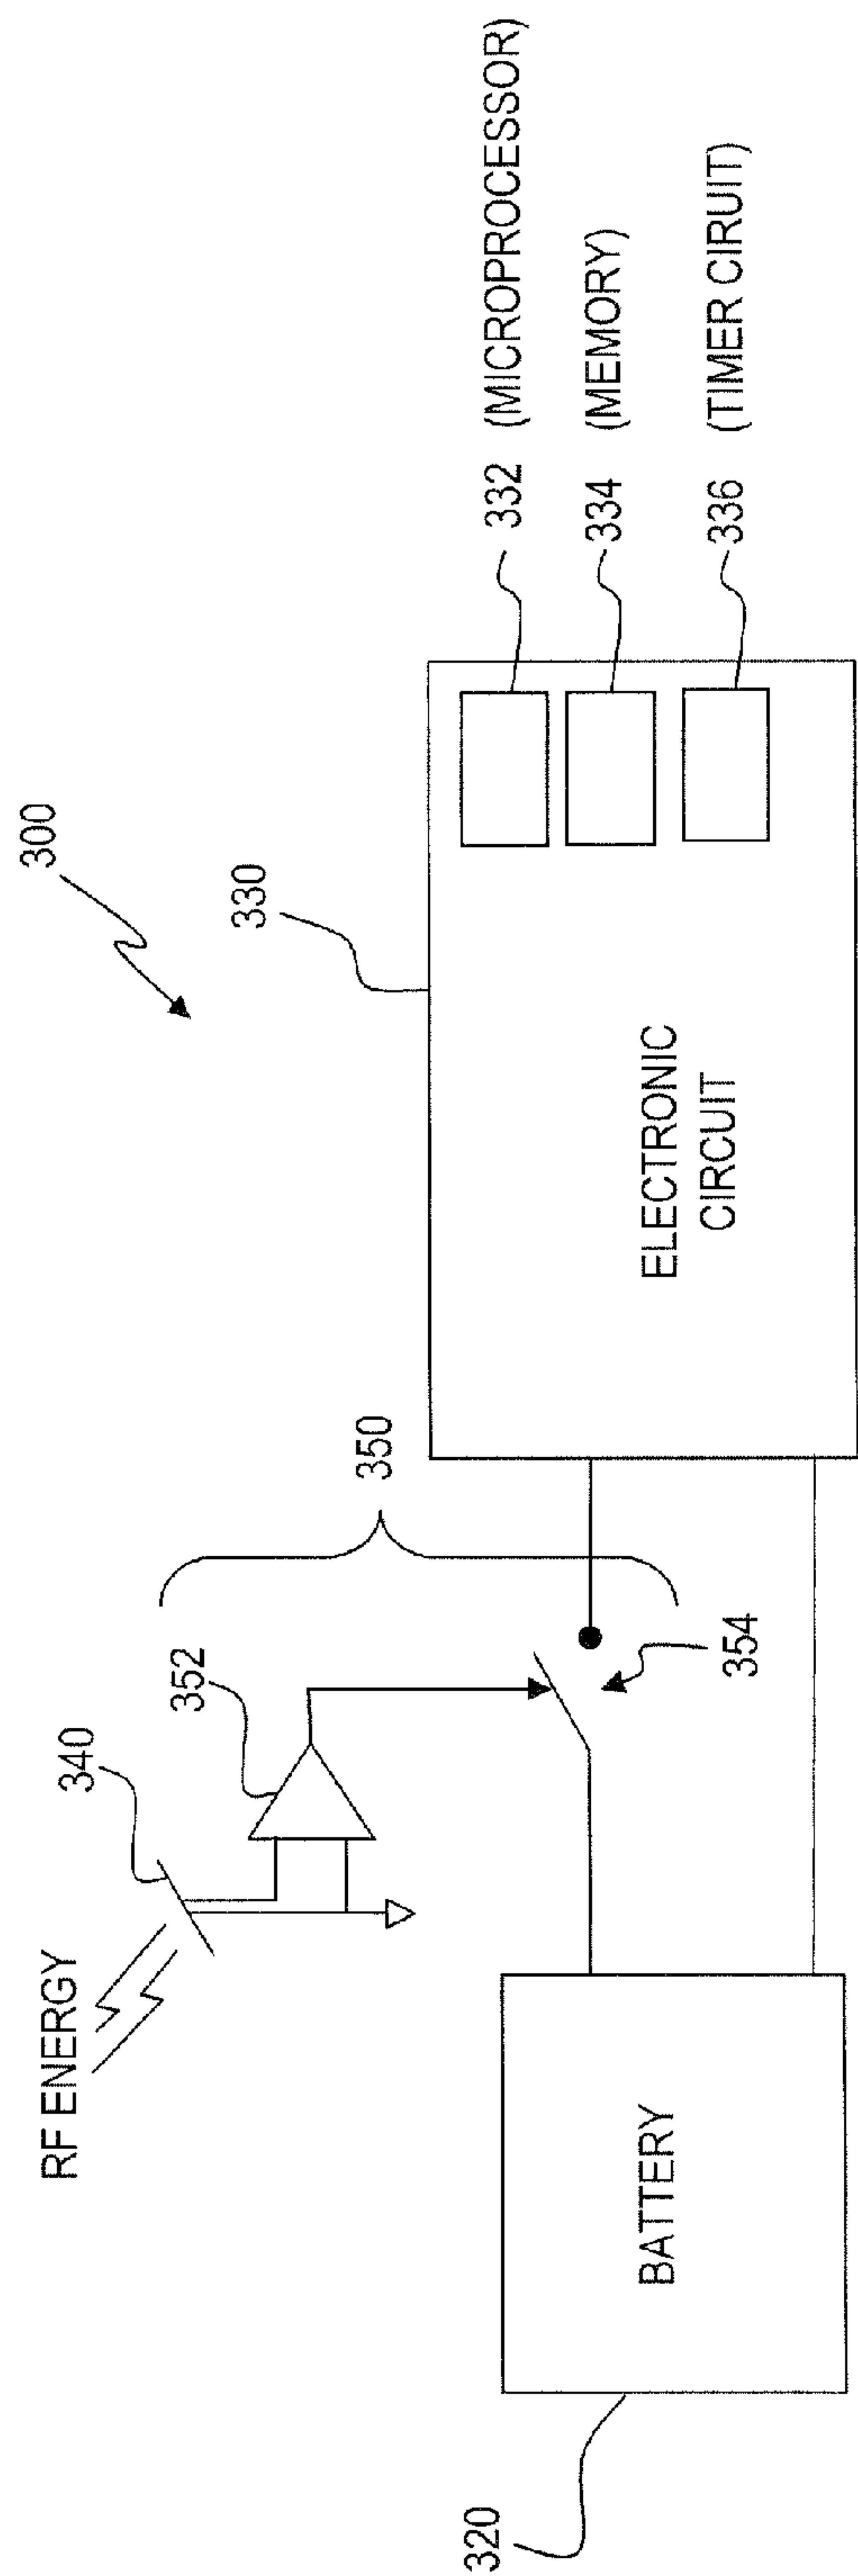 300
RF ENERGY
340
352
350
330
332 (MICROPROCESSOR)
334 (MEMORY)
336 (TIMER CIRUIT)
354
BATTERY
ELECTRONIC
CIRCUIT
320